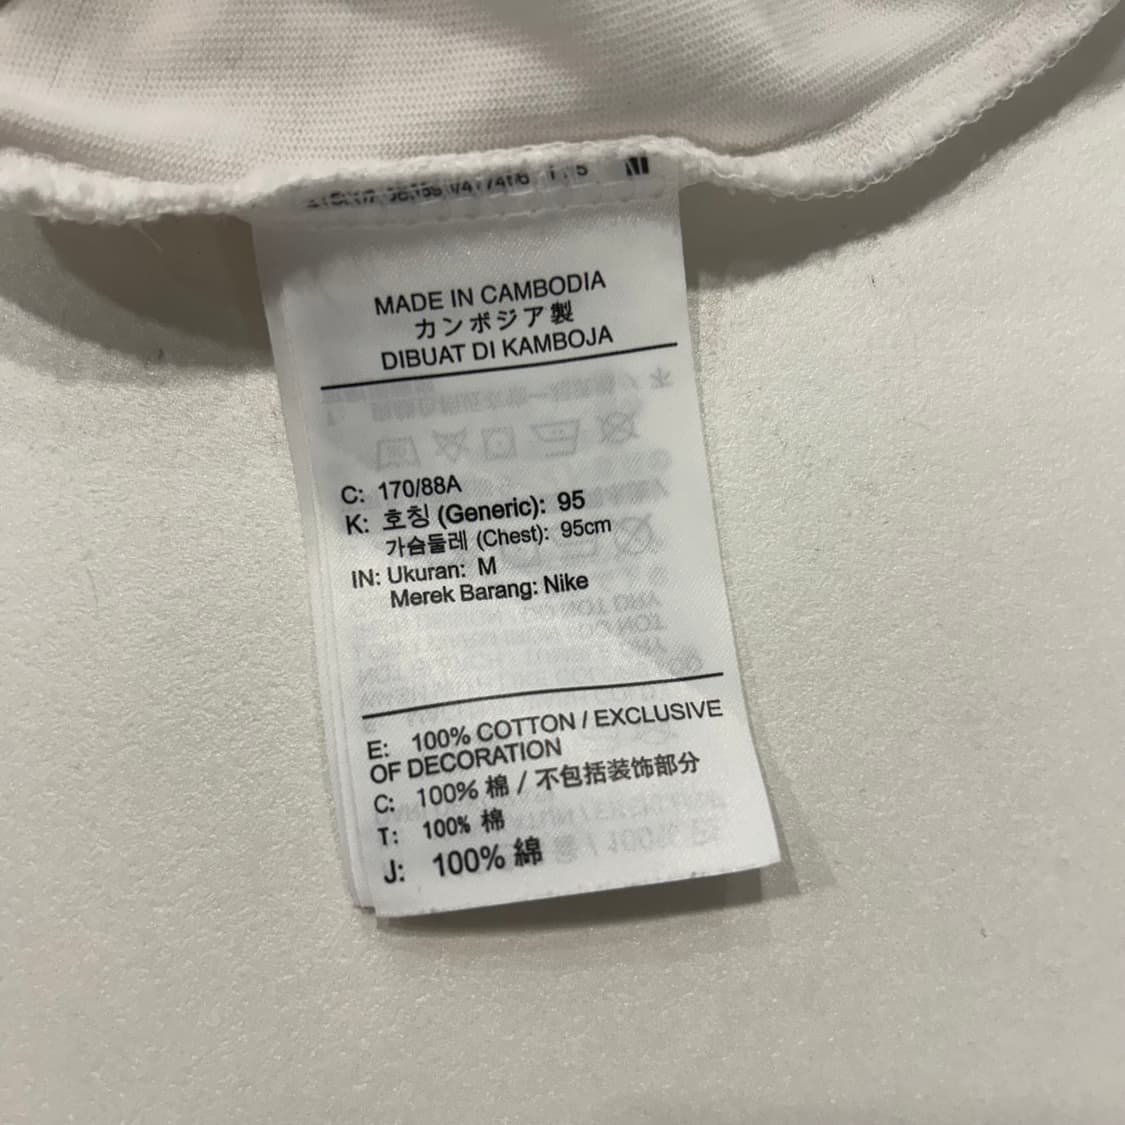 MADE IN CAMBODIA
カンボジア製
DIBUAT DI KAMBOJA
C: 170/88A
K: 호칭 (Generic): 95
가슴둘레 (Chest): 95cm
IN: Ukuran: M
Merek Barang: Nike
E: 100% COTTON / EXCLUSIVE
OF DECORATION
C: 100% 棉 / 不包括装饰部分
T: 100% 棉
J: 100% 綿